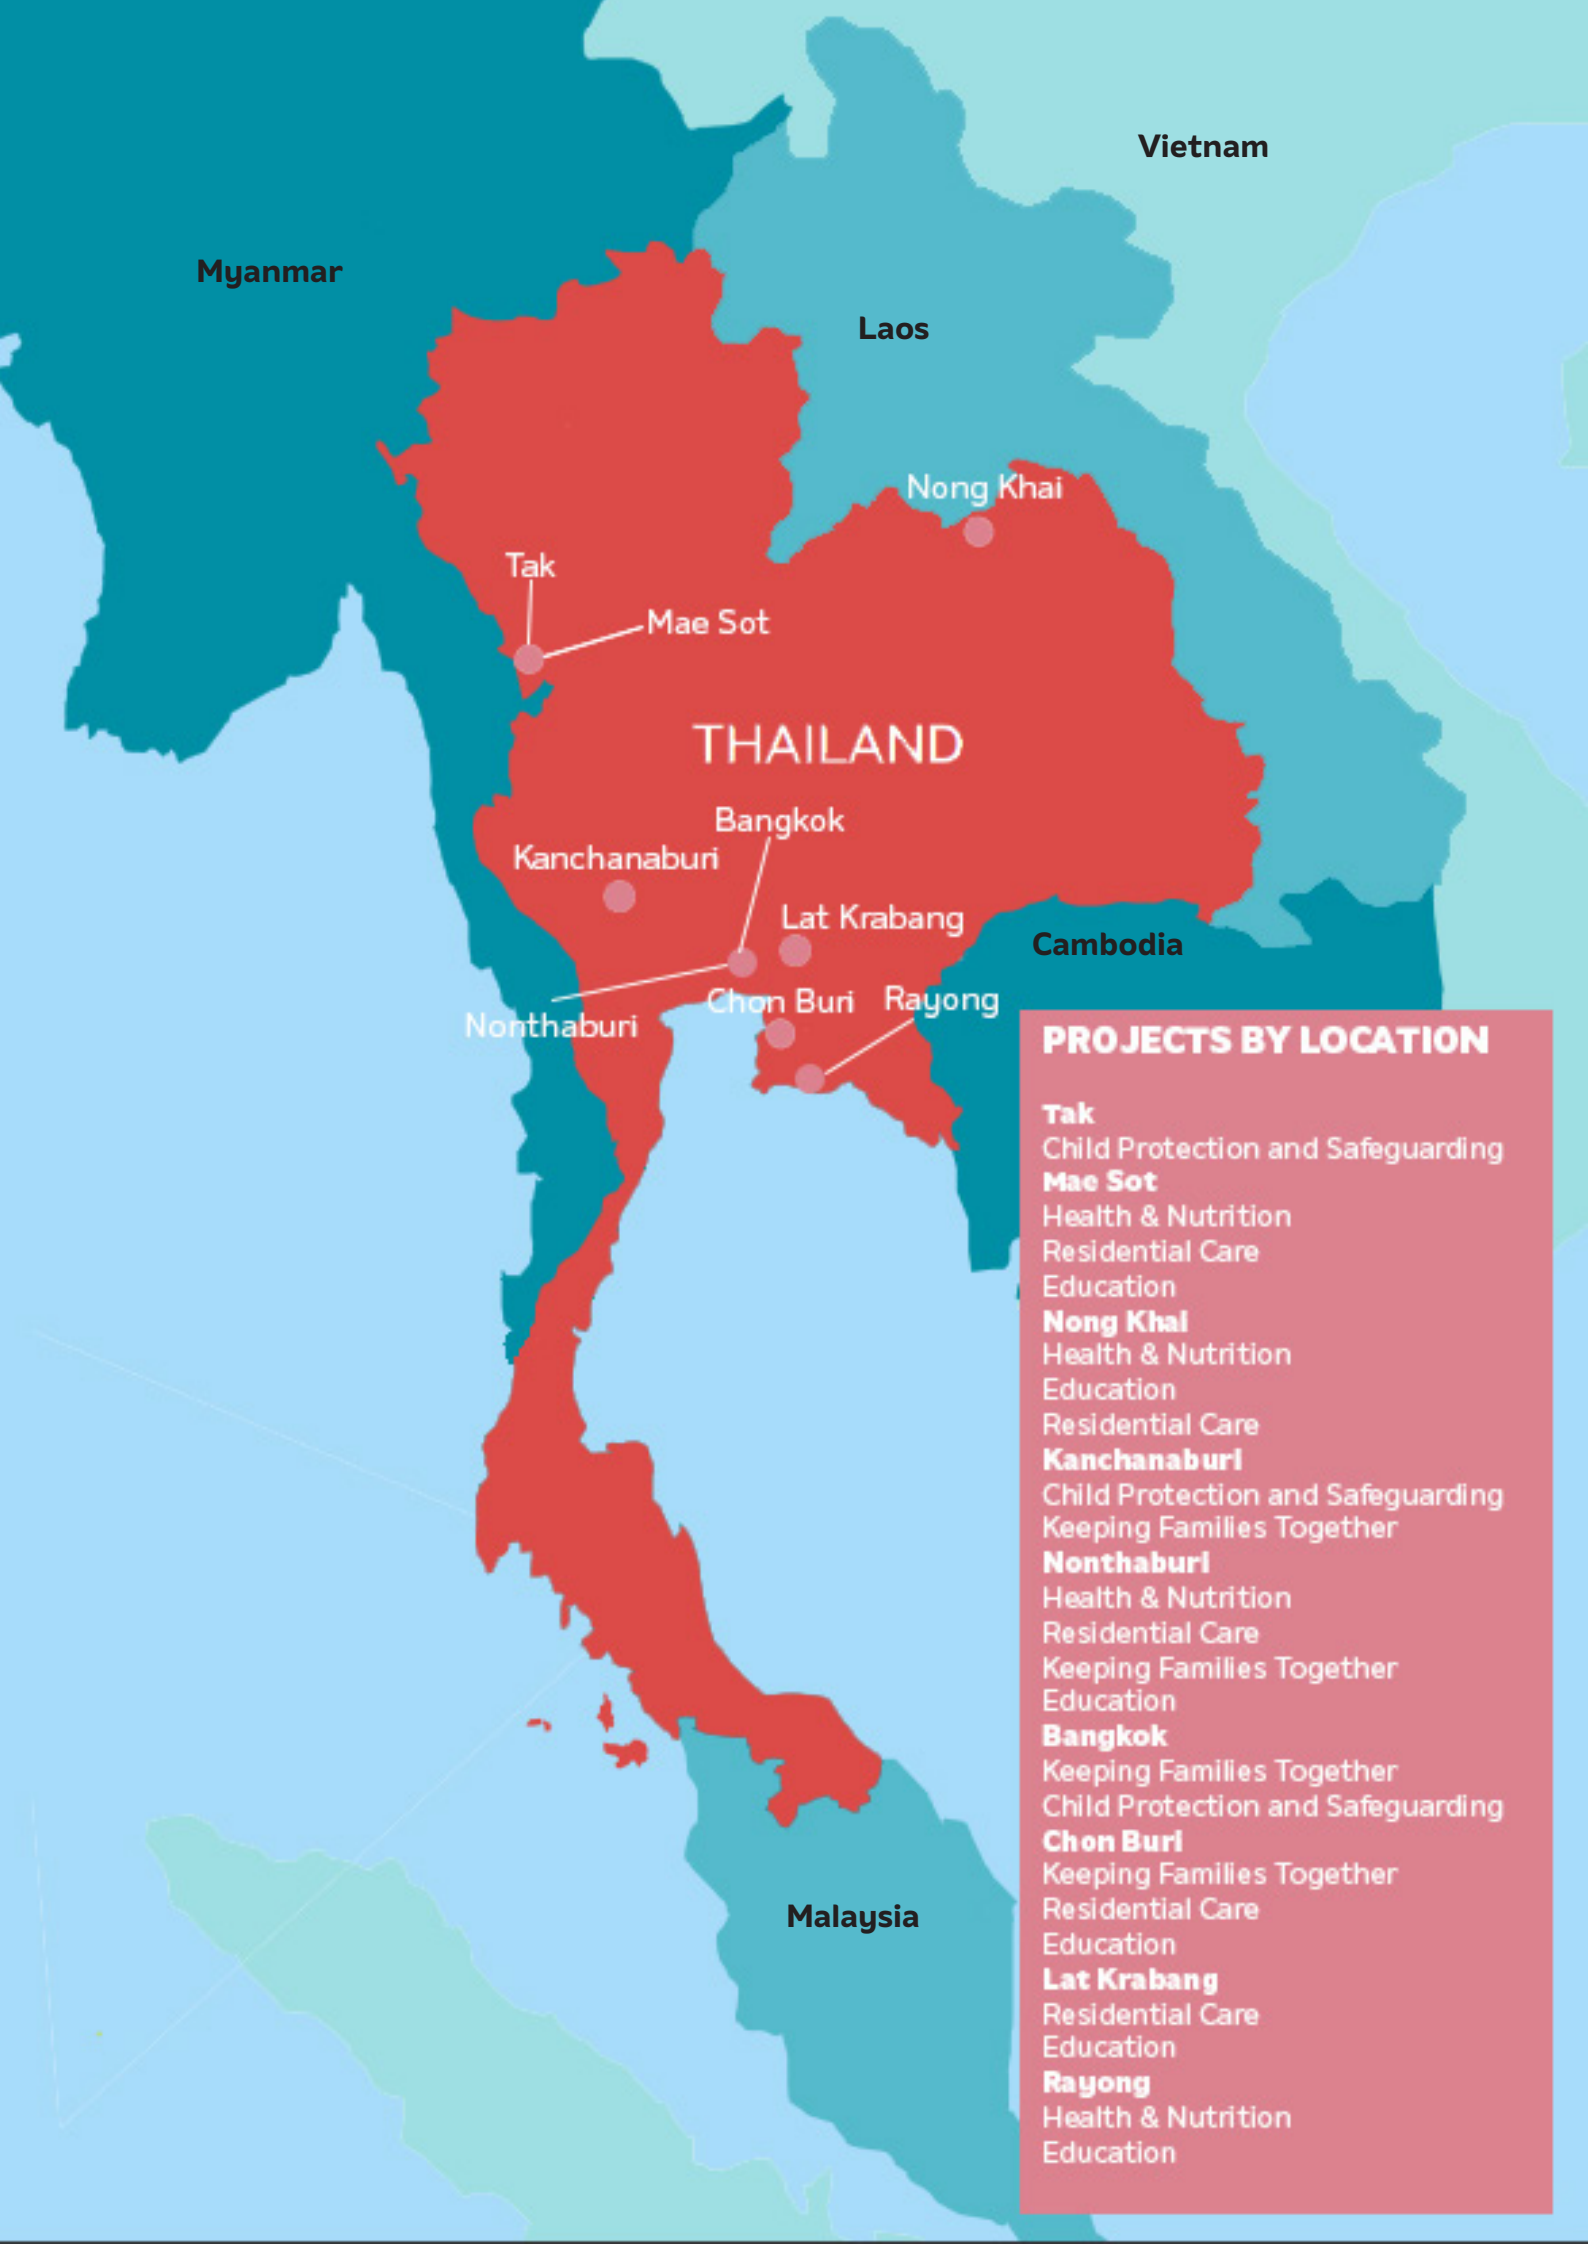 Vietnam
Myanmar
Laos
Nong Khai
Tak
Mae Sot
THAILAND
Bangkok
Kanchanaburi
Lat Krabang
Cambodia
Chon Buri
Rayong
Nonthaburi
PROJECTS BY LOCATION
Tak
Child Protection and Safeguarding
Mae Sot
Health & Nutrition
Residential Care
Education
Nong Khai
Health & Nutrition
Education
Residential Care
Kanchanaburi
Child Protection and Safeguarding
Keeping Families Together
Nonthaburi
Health & Nutrition
Residential Care
Keeping Families Together
Education
Bangkok
Keeping Families Together
Child Protection and Safeguarding
Chon Buri
Keeping Families Together
Residential Care
Education
Lat Krabang
Residential Care
Education
Rayong
Health & Nutrition
Education
Malaysia